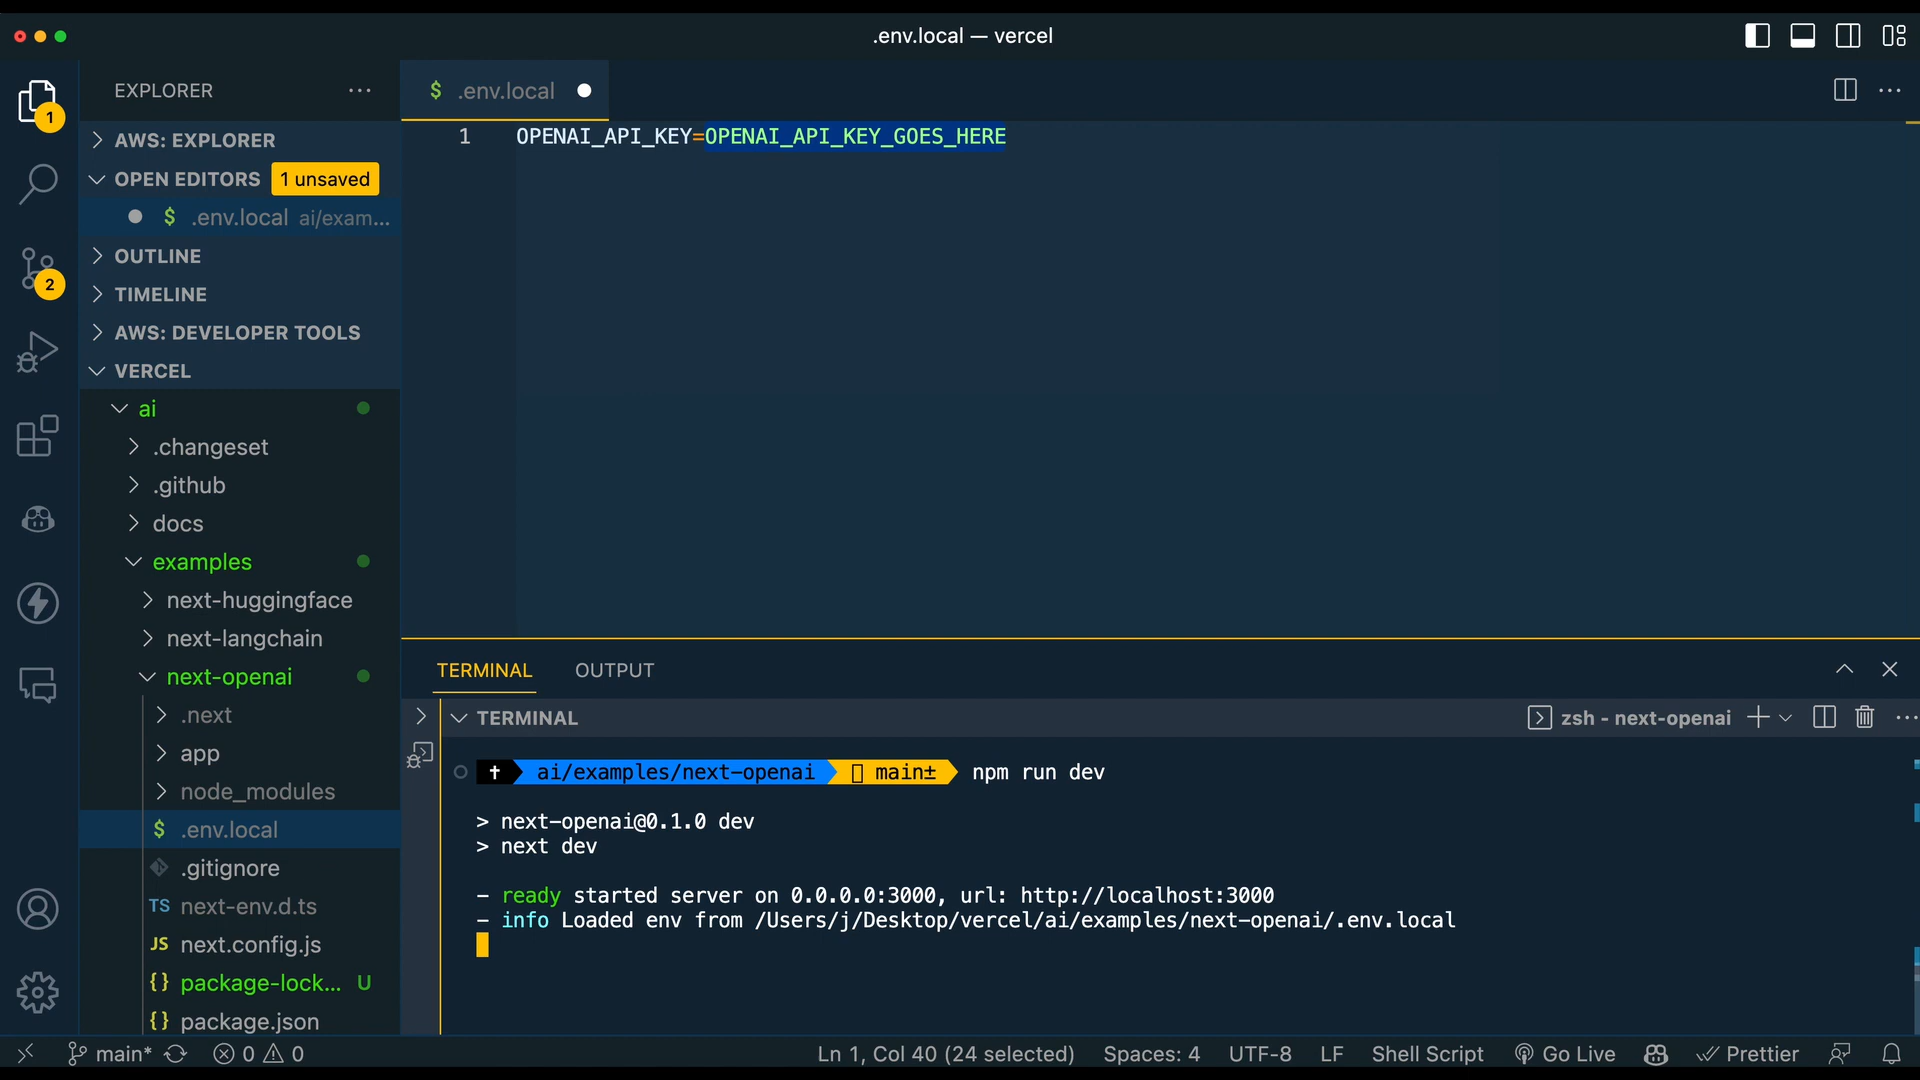 .env.local — vercel
EXPLORER
1
AWS: EXPLORER
OPEN EDITORS 1 unsaved
$ .env.local ai/exam...
OUTLINE
TIMELINE
AWS: DEVELOPER TOOLS
VERCEL
2
ai
.changeset
.github
docs
examples
next-huggingface
next-langchain
next-openai
.next
app
node_modules
$ .env.local
.gitignore
TS next-env.d.ts
JS next.config.js
{} package-lock... U
{} package.json
$ .env.local
1 OPENAI_API_KEY=OPENAI_API_KEY_GOES_HERE
TERMINAL OUTPUT
TERMINAL
zsh - next-openai
ai/examples/next-openai main± npm run dev
> next-openai@0.1.0 dev
> next dev
- ready started server on 0.0.0.0:3000, url: http://localhost:3000
- info Loaded env from /Users/j/Desktop/vercel/ai/examples/next-openai/.env.local
main* 0 0
Ln 1, Col 40 (24 selected) Spaces: 4 UTF-8 LF Shell Script Go Live Prettier